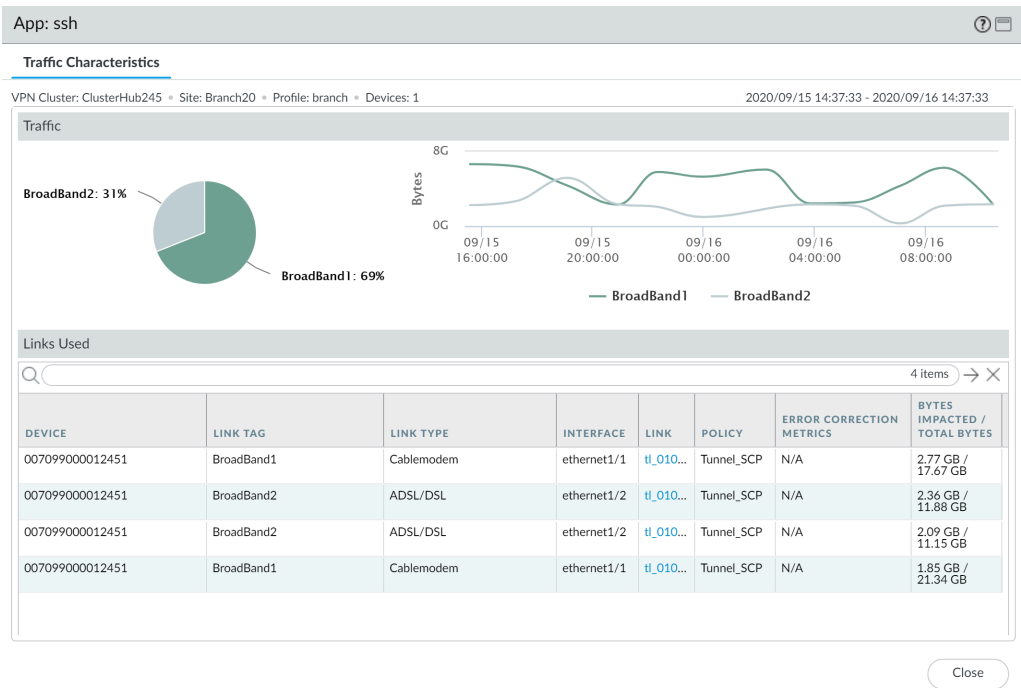 App: ssh
Traffic Characteristics
VPN Cluster: ClusterHub245 • Site: Branch20 • Profile: branch • Devices: 1
2020/09/15 14:37:33 - 2020/09/16 14:37:33
Traffic
BroadBand2: 31%
BroadBand1: 69%
8G
Bytes
0G
09/15 16:00:00
09/15 20:00:00
09/16 00:00:00
09/16 04:00:00
09/16 08:00:00
BroadBand1
BroadBand2
Links Used
4 items
DEVICE LINK TAG LINK TYPE INTERFACE LINK POLICY ERROR CORRECTION METRICS BYTES IMPACTED / TOTAL BYTES
007099000012451 BroadBand1 Cablemodem ethernet1/1 tl_010... Tunnel_SCP N/A 2.77 GB / 17.67 GB
007099000012451 BroadBand2 ADSL/DSL ethernet1/2 tl_010... Tunnel_SCP N/A 2.36 GB / 11.88 GB
007099000012451 BroadBand2 ADSL/DSL ethernet1/2 tl_010... Tunnel_SCP N/A 2.09 GB / 11.15 GB
007099000012451 BroadBand1 Cablemodem ethernet1/1 tl_010... Tunnel_SCP N/A 1.85 GB / 21.34 GB
Close